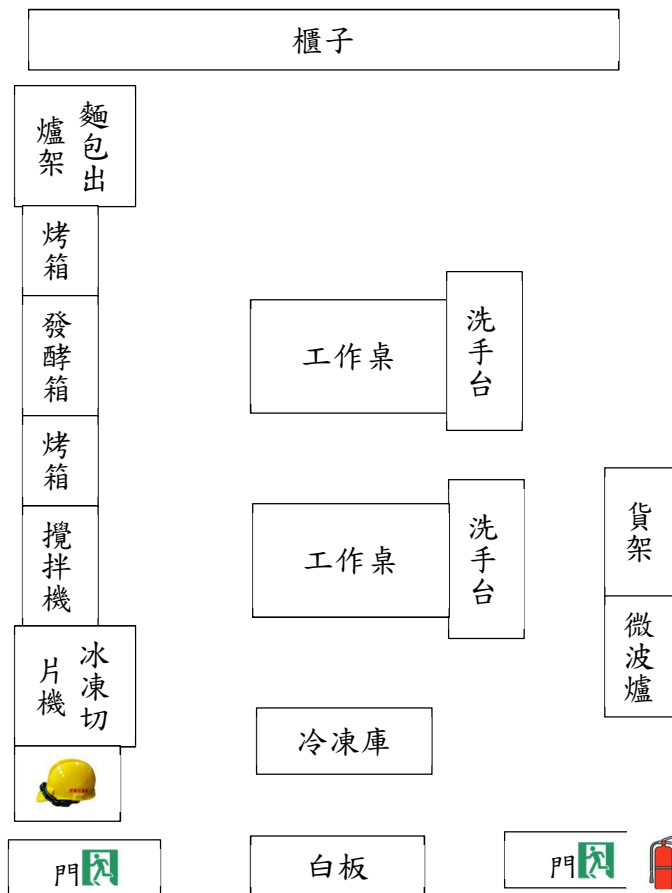 櫃子
麵包出
爐架
烤箱
發酵箱
工作桌
洗手台
烤箱
攪拌機
工作桌
洗手台
貨架
微波爐
冰凍切
片機
冷凍庫
門
白板
門